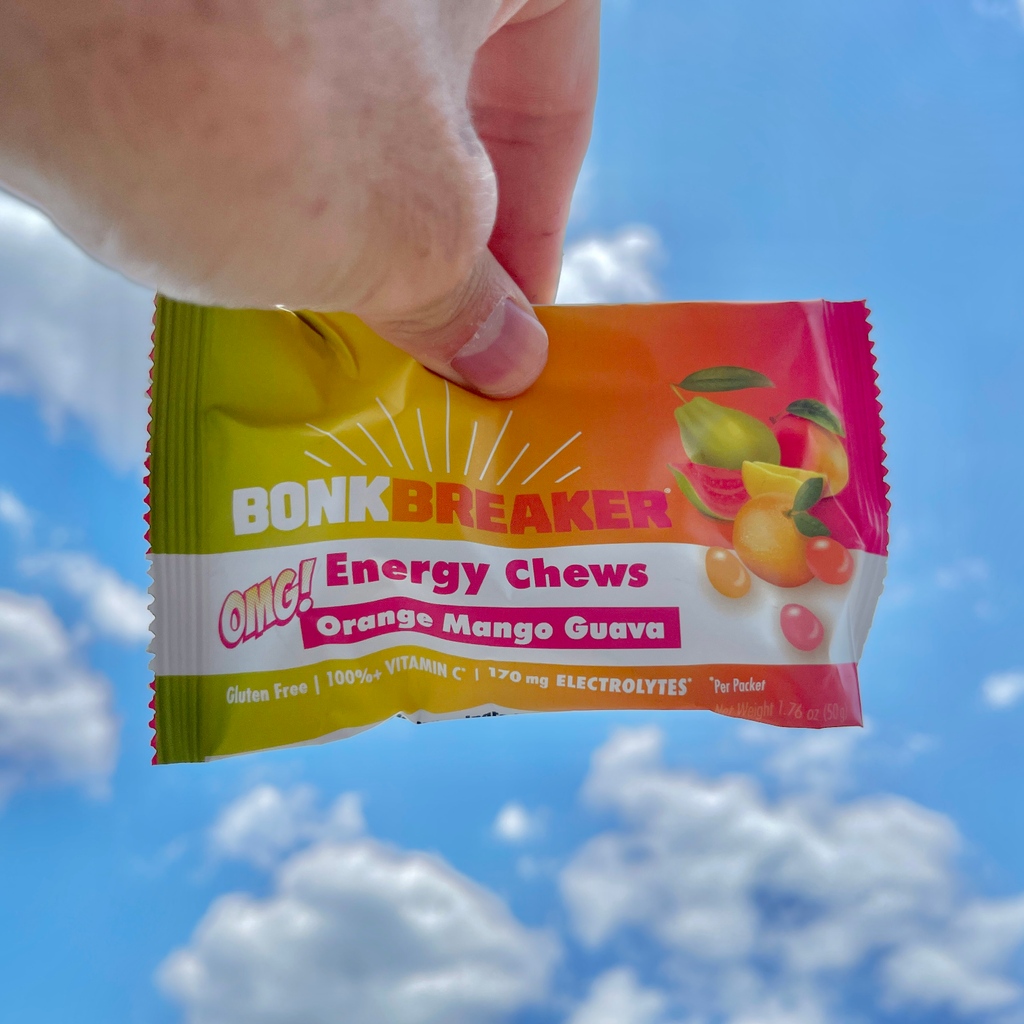 BONKBREAKER
OMG! Energy Chews
Orange Mango Guava
Gluten Free | 100%+ VITAMIN C* | 170 mg ELECTROLYTES* *Per Packet
Net Weight 1.76 oz (50